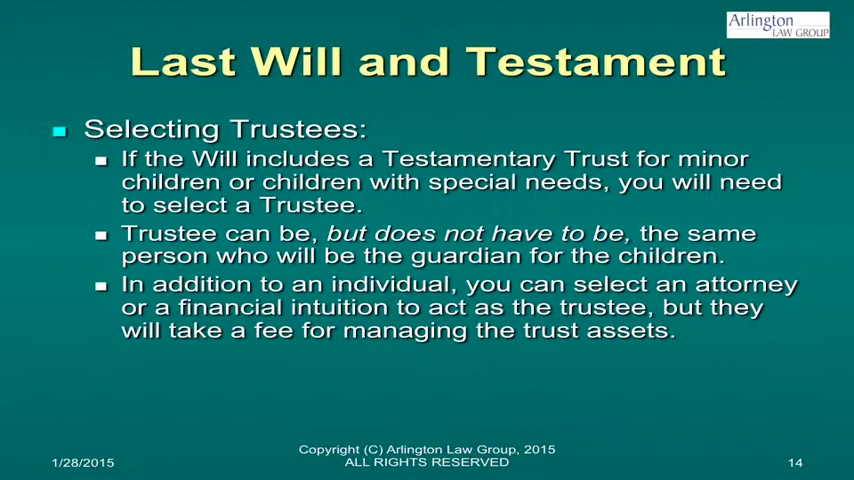 Arlington
LAW GROUP
Last Will and Testament
Selecting Trustees:
If the Will includes a Testamentary Trust for minor
children or children with special needs, you will need
to select a Trustee.
Trustee can be, but does not have to be, the same
person who will be the guardian for the children.
In addition to an individual, you can select an attorney
or a financial intuition to act as the trustee, but they
will take a fee for managing the trust assets.
Copyright (C) Arlington Law Group, 2015
1/28/2015
ALL RIGHTS RESERVED
14